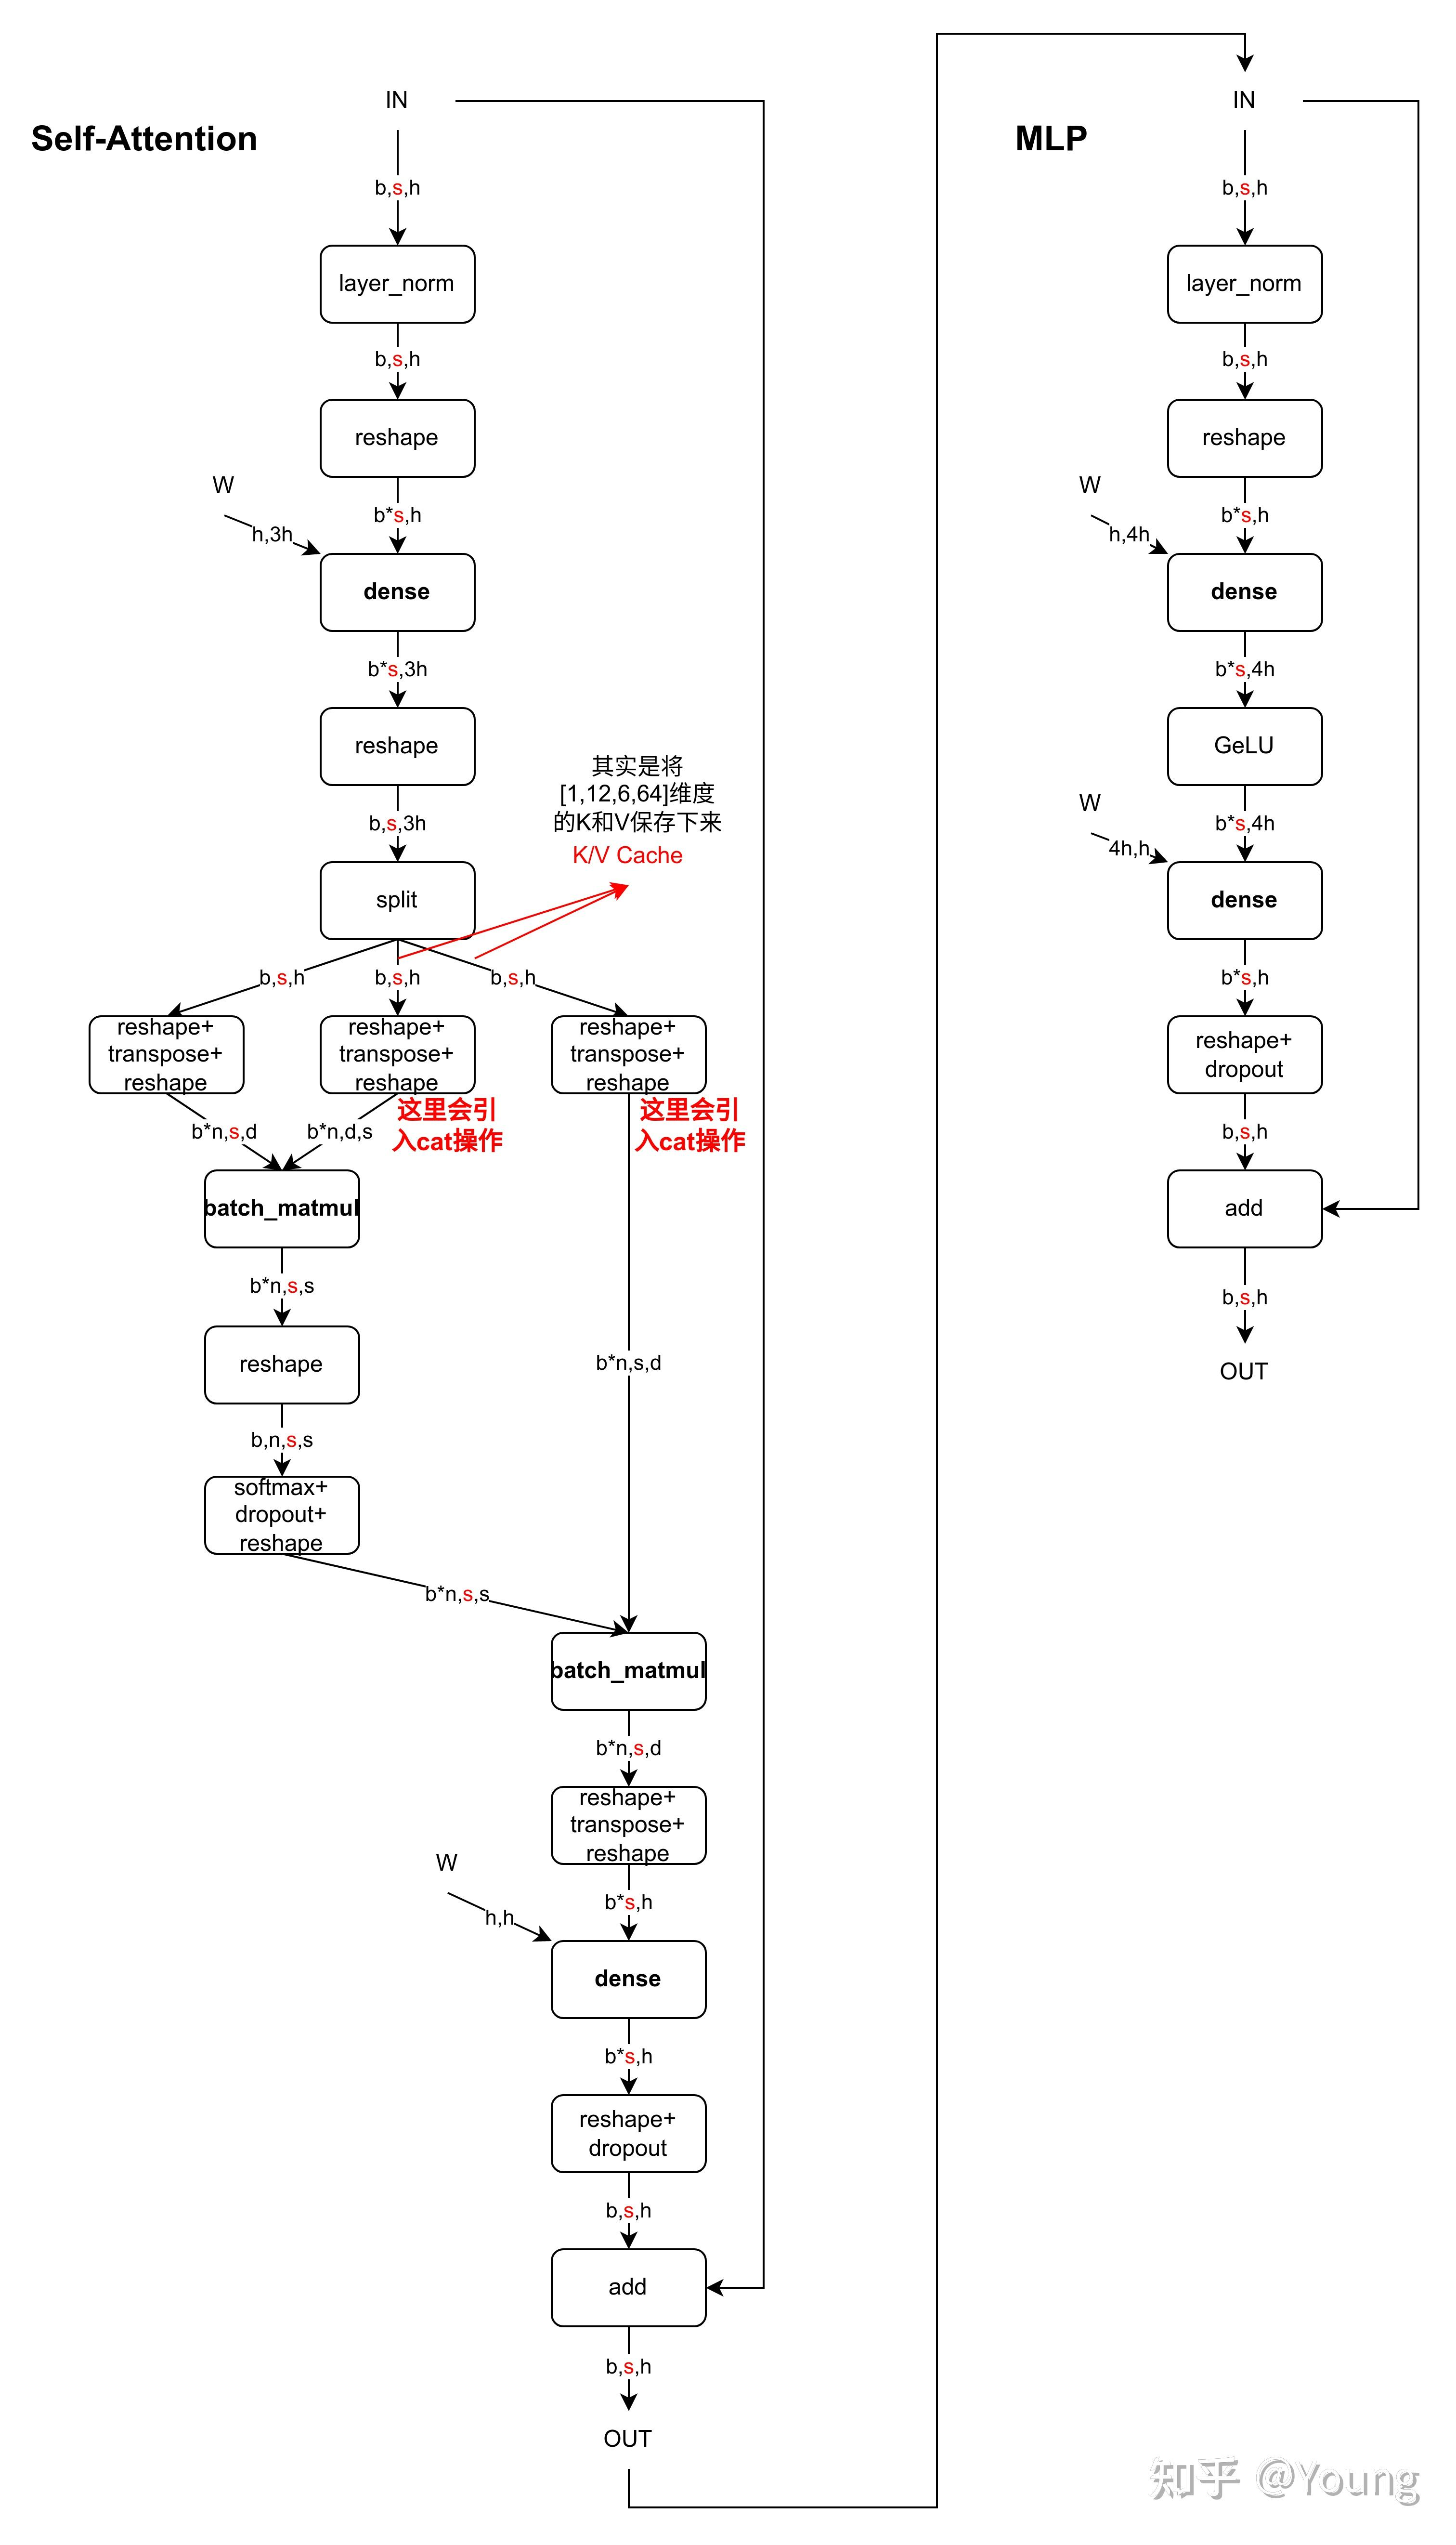 Self-Attention
IN
b,s,h
layer_norm
b,s,h
reshape
W
h,3h
b*s,h
dense
b*s,3h
reshape
b,s,3h
其实是将
[1,12,6,64]维度
的K和V保存下来
K/V Cache
split
b,s,h
b,s,h
b,s,h
reshape+
transpose+
reshape
reshape+
transpose+
reshape
reshape+
transpose+
reshape
这里会引
入cat操作
这里会引
入cat操作
b*n,s,d
b*n,d,s
batch_matmul
b*n,s,s
reshape
b*n,s,d
b,n,s,s
softmax+
dropout+
reshape
b*n,s,s
batch_matmul
b*n,s,d
reshape+
transpose+
reshape
W
h,h
b*s,h
dense
b*s,h
reshape+
dropout
b,s,h
add
b,s,h
OUT
MLP
IN
b,s,h
layer_norm
b,s,h
reshape
W
h,4h
b*s,h
dense
b*s,4h
GeLU
W
4h,h
b*s,4h
dense
b*s,h
reshape+
dropout
b,s,h
add
b,s,h
OUT
知乎 @Young